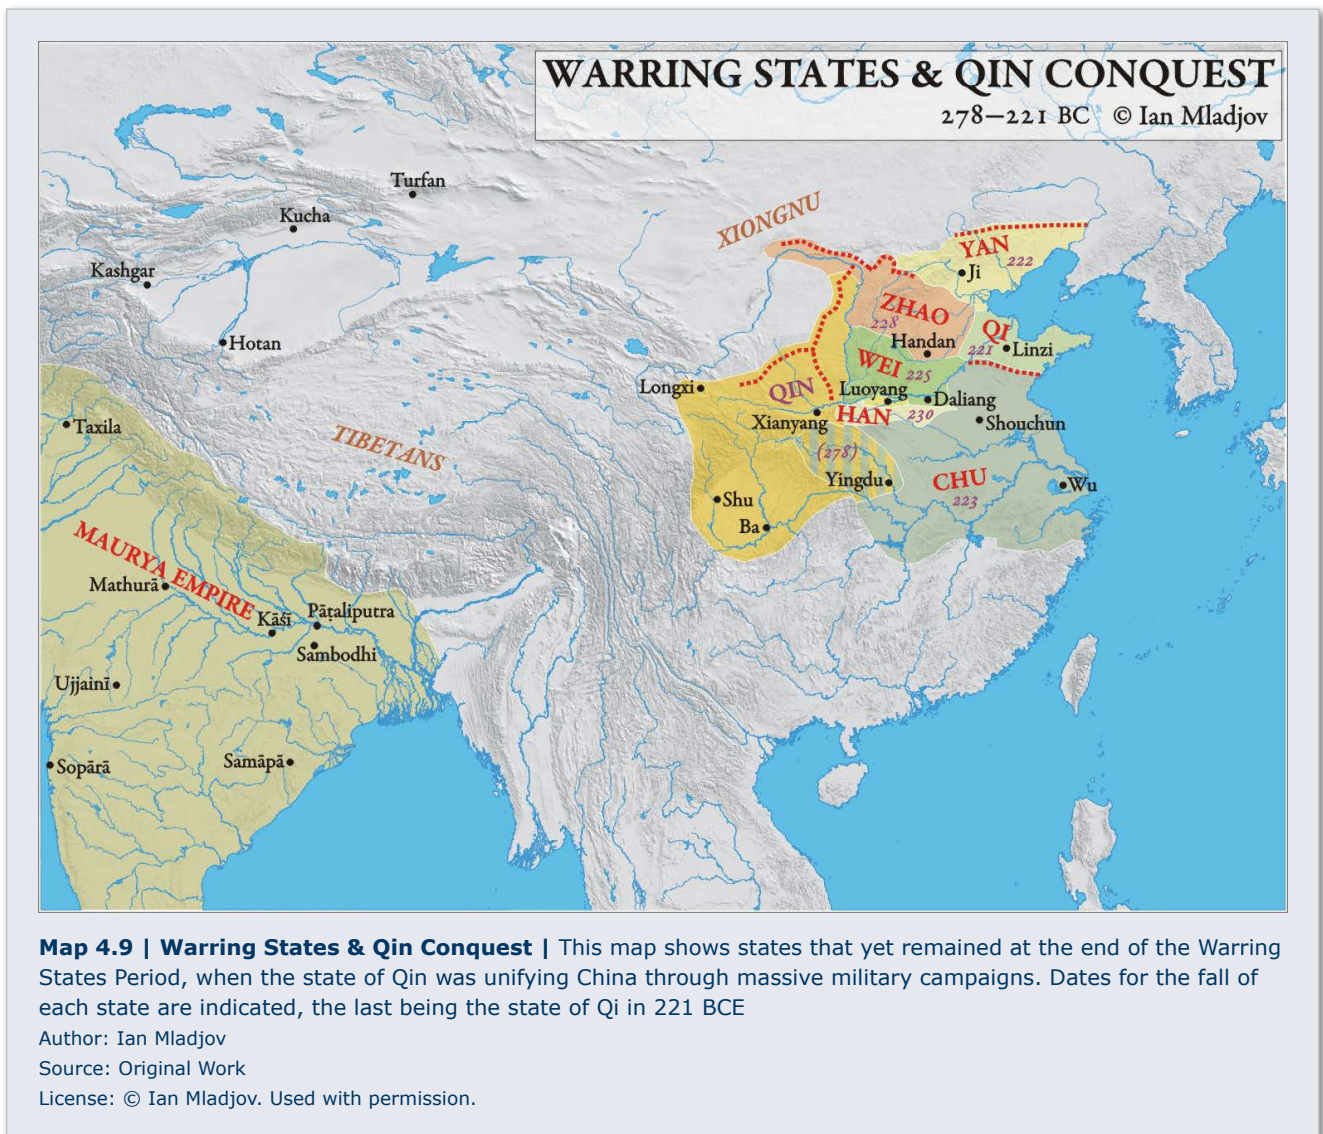 WARRING STATES & QIN CONQUEST
278–221 BC © Ian Mladjov
Turfan
Kucha
XIONGNU
YAN
222
Kashgar
Ji
ZHAO
228
QI
Hotan
Handan
221
Linzi
WEI 225
Longxi
QIN
Luoyang
Daliang
Xianyang
HAN
230
Shouchun
Taxila
TIBETANS
(278)
Yingdu
CHU
223
Wu
Shu
Ba
MAURYA EMPIRE
Mathurā
Kāśī
Pāṭaliputra
Sambodhi
Ujjainī
Sopārā
Samāpā
Map 4.9 | Warring States & Qin Conquest | This map shows states that yet remained at the end of the Warring
States Period, when the state of Qin was unifying China through massive military campaigns. Dates for the fall of
each state are indicated, the last being the state of Qi in 221 BCE
Author: Ian Mladjov
Source: Original Work
License: © Ian Mladjov. Used with permission.